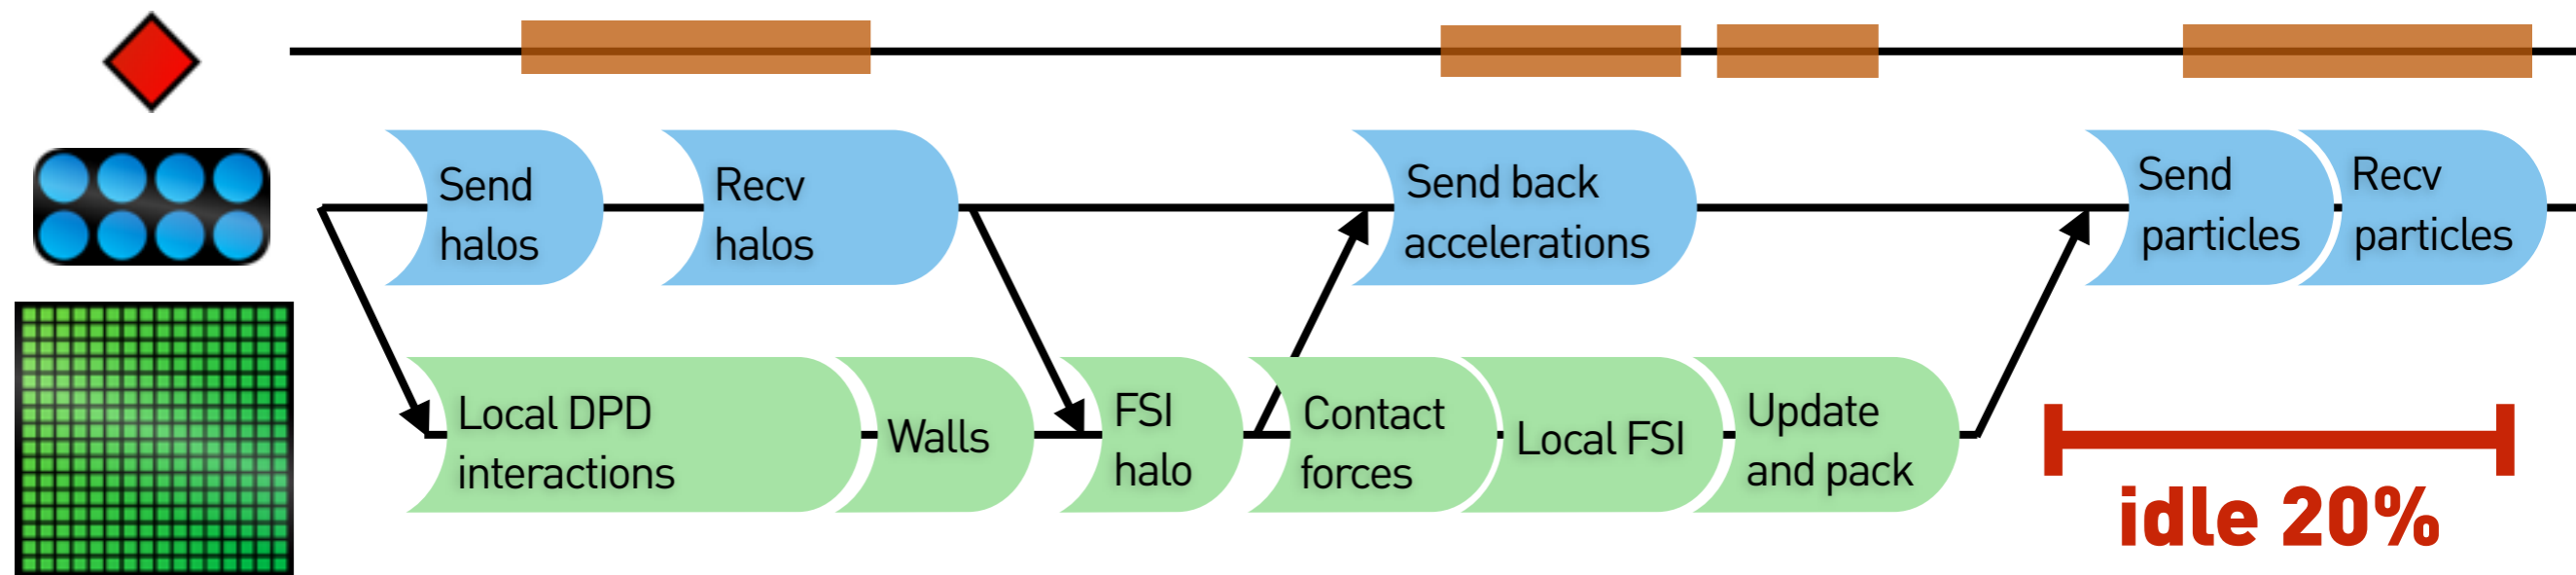 Send
halos
Recv
halos
Send back
accelerations
Send
particles
Recv
particles
Local DPD
interactions
Walls
FSI
halo
Contact
forces
Local FSI
Update
and pack
idle 20%